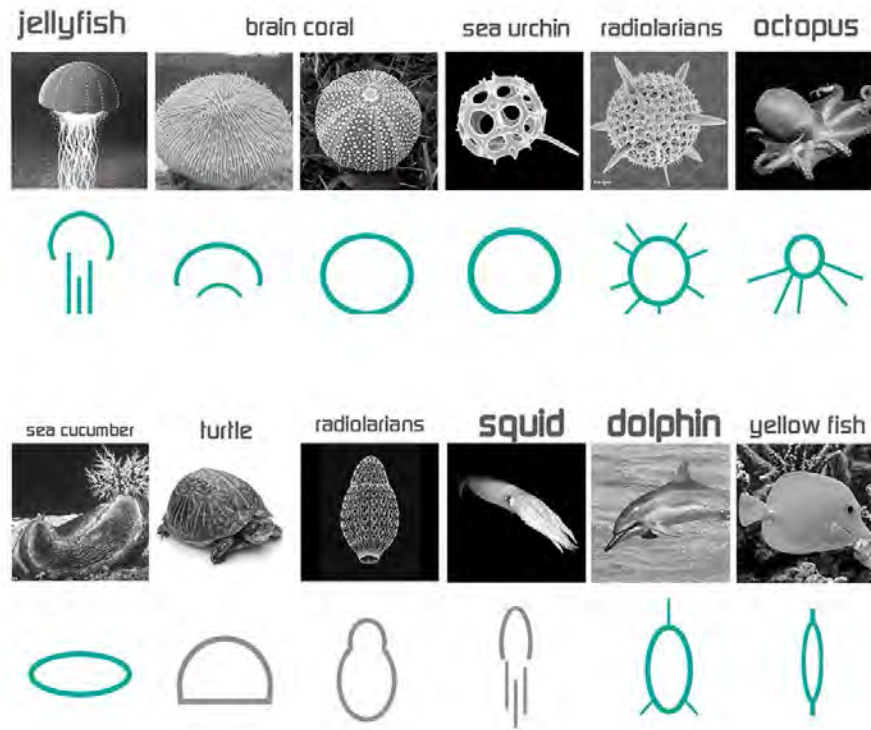 jellyfish
brain coral
sea urchin
radiolarians
octopus
sea cucumber
turtle
radiolarians
squid
dolphin
yellow fish